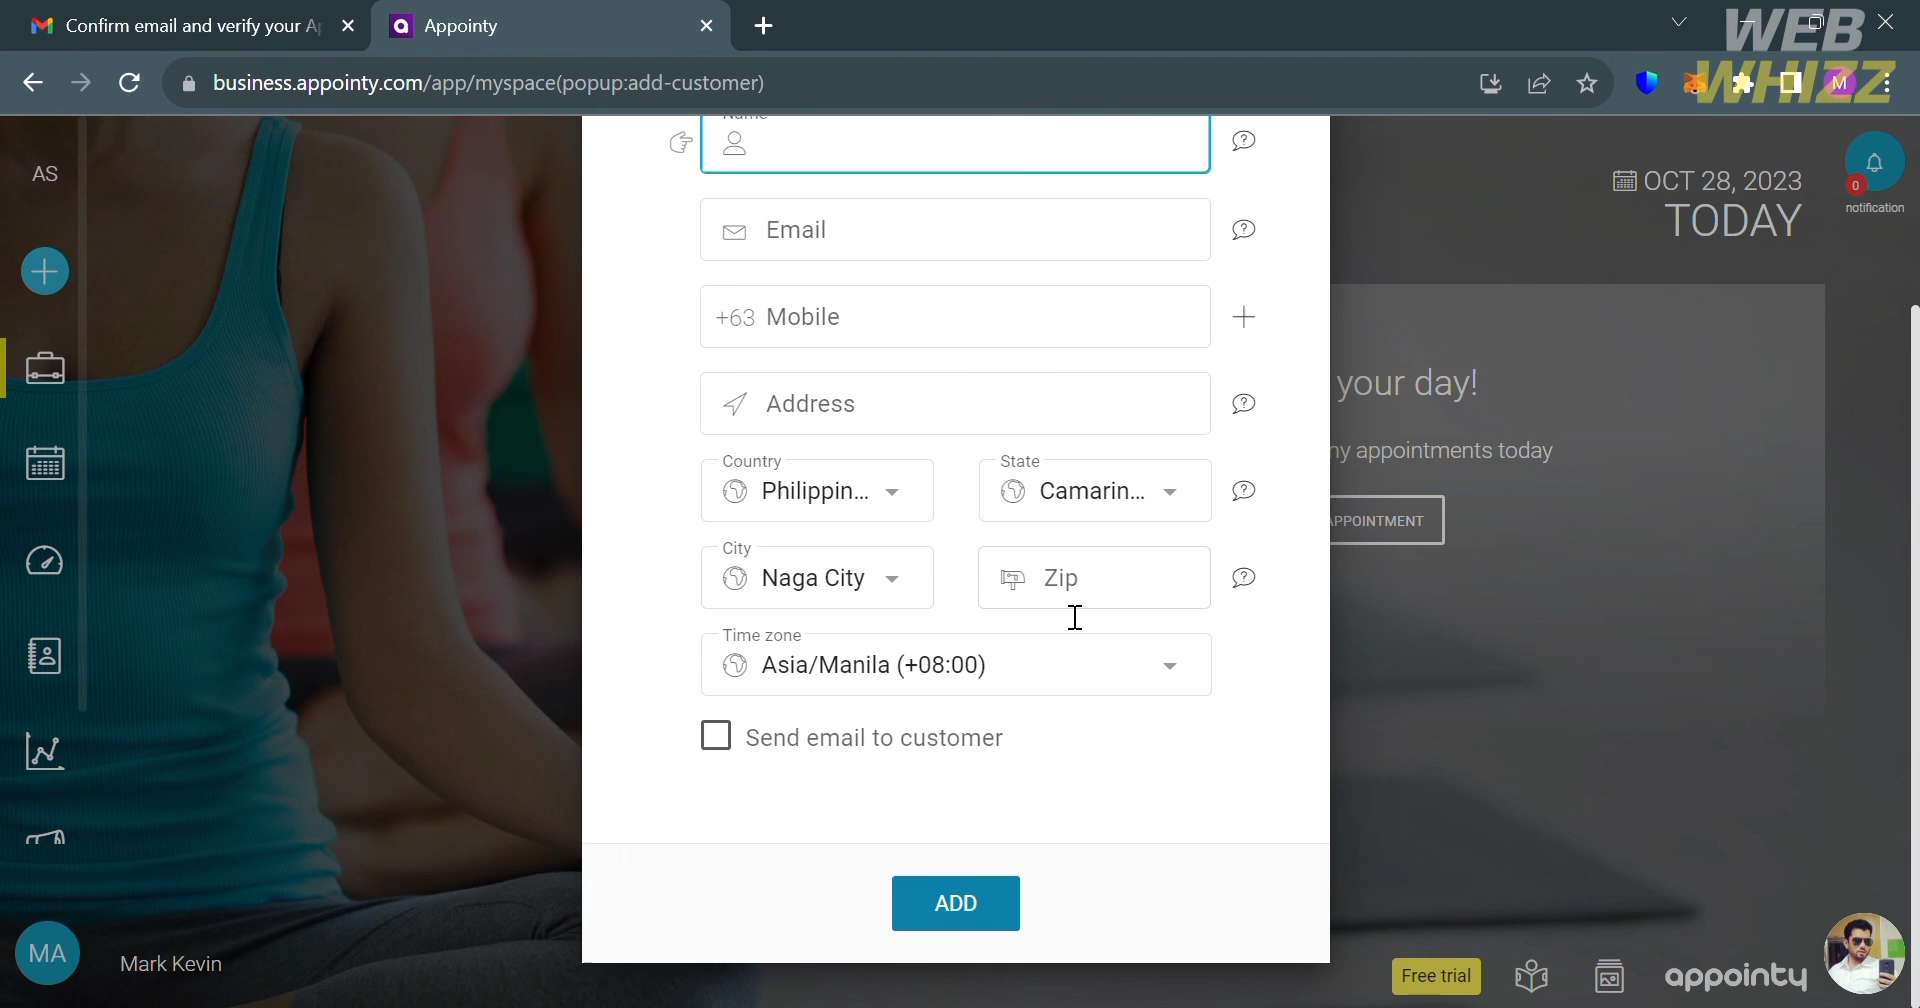 Confirm email and verify your A
Appointy
WEB
WHIZZ
business.appointy.com/app/myspace(popup:add-customer)
M
AS
Name
OCT 28, 2023
TODAY
0
notification
Email
+63 Mobile
your day!
Address
ny appointments today
Country
Philippin...
State
Camarin...
PPOINTMENT
City
Naga City
Zip
Time zone
Asia/Manila (+08:00)
Send email to customer
ADD
MA
Mark Kevin
Free trial
appointy